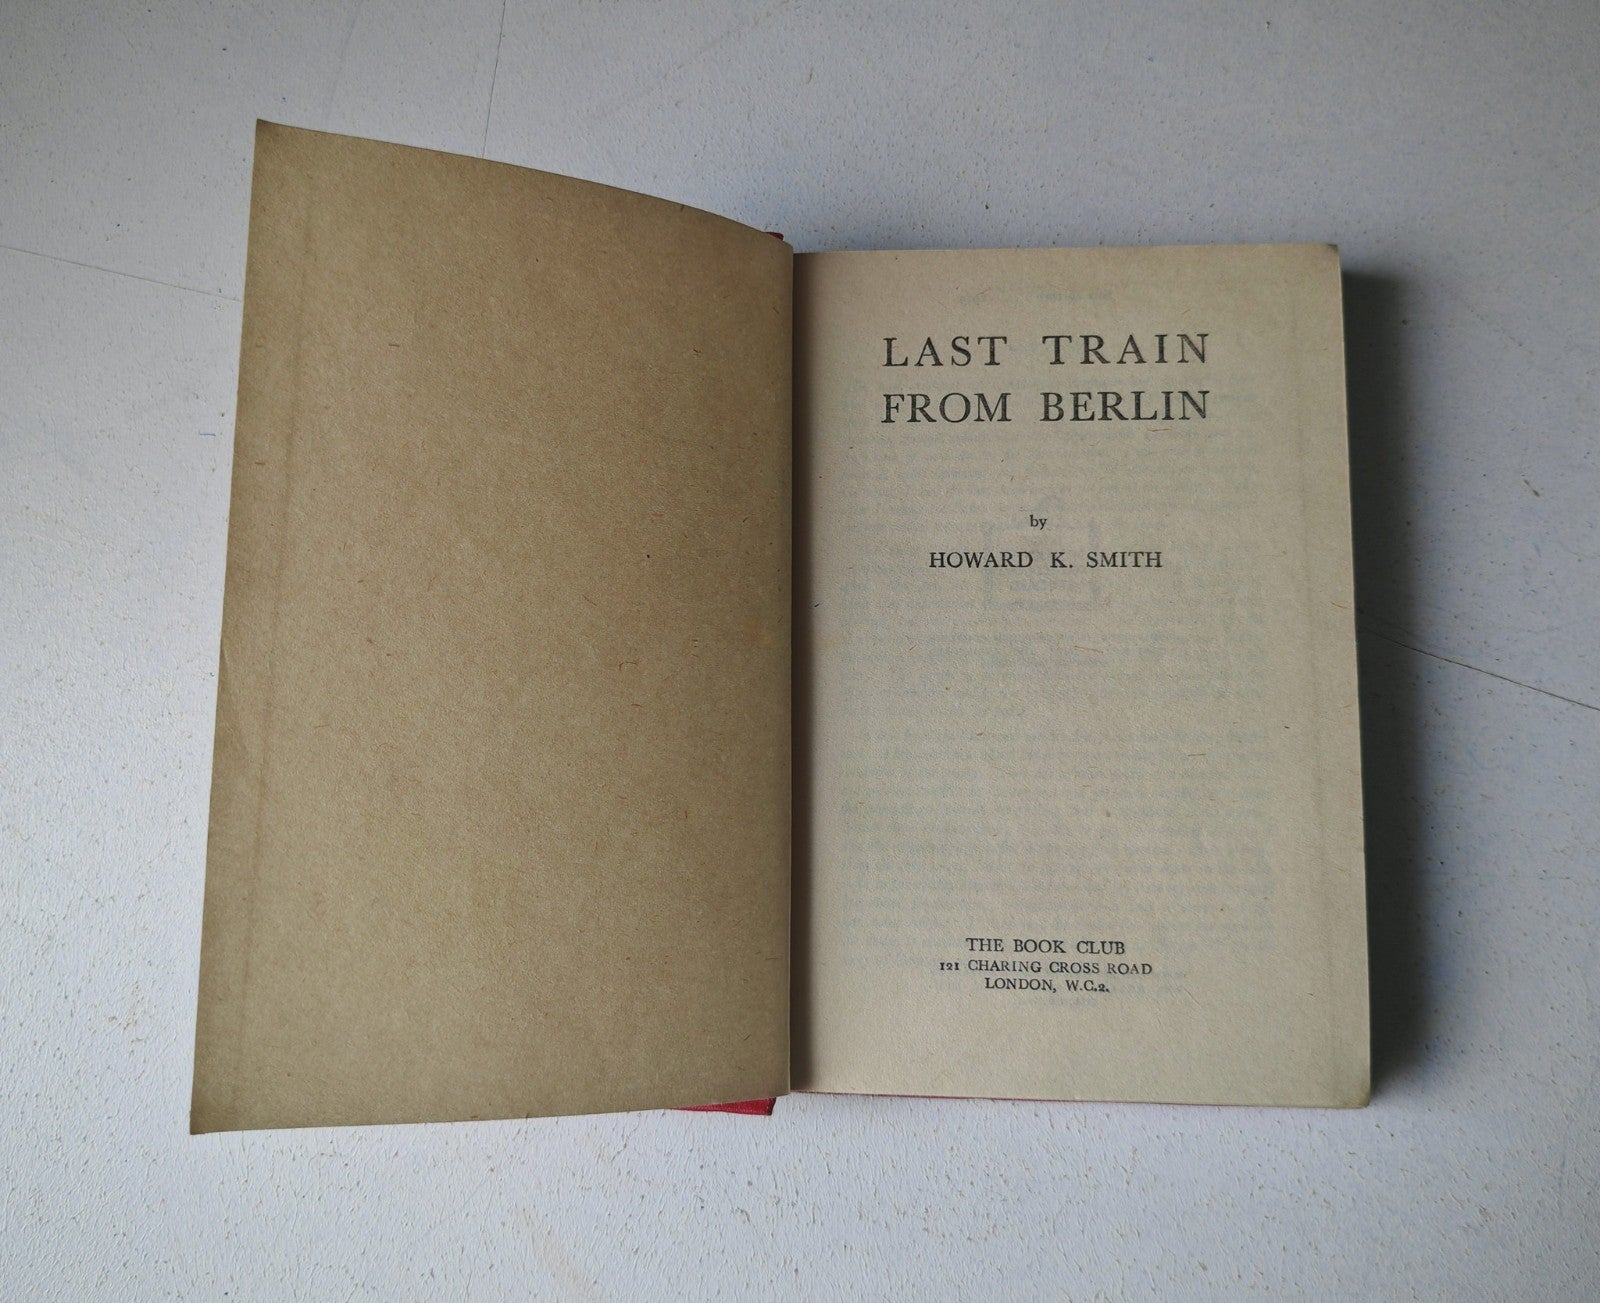 LAST TRAIN
FROM BERLIN
by
HOWARD K. SMITH
THE BOOK CLUB
121 CHARING CROSS ROAD
LONDON, W.C.2.